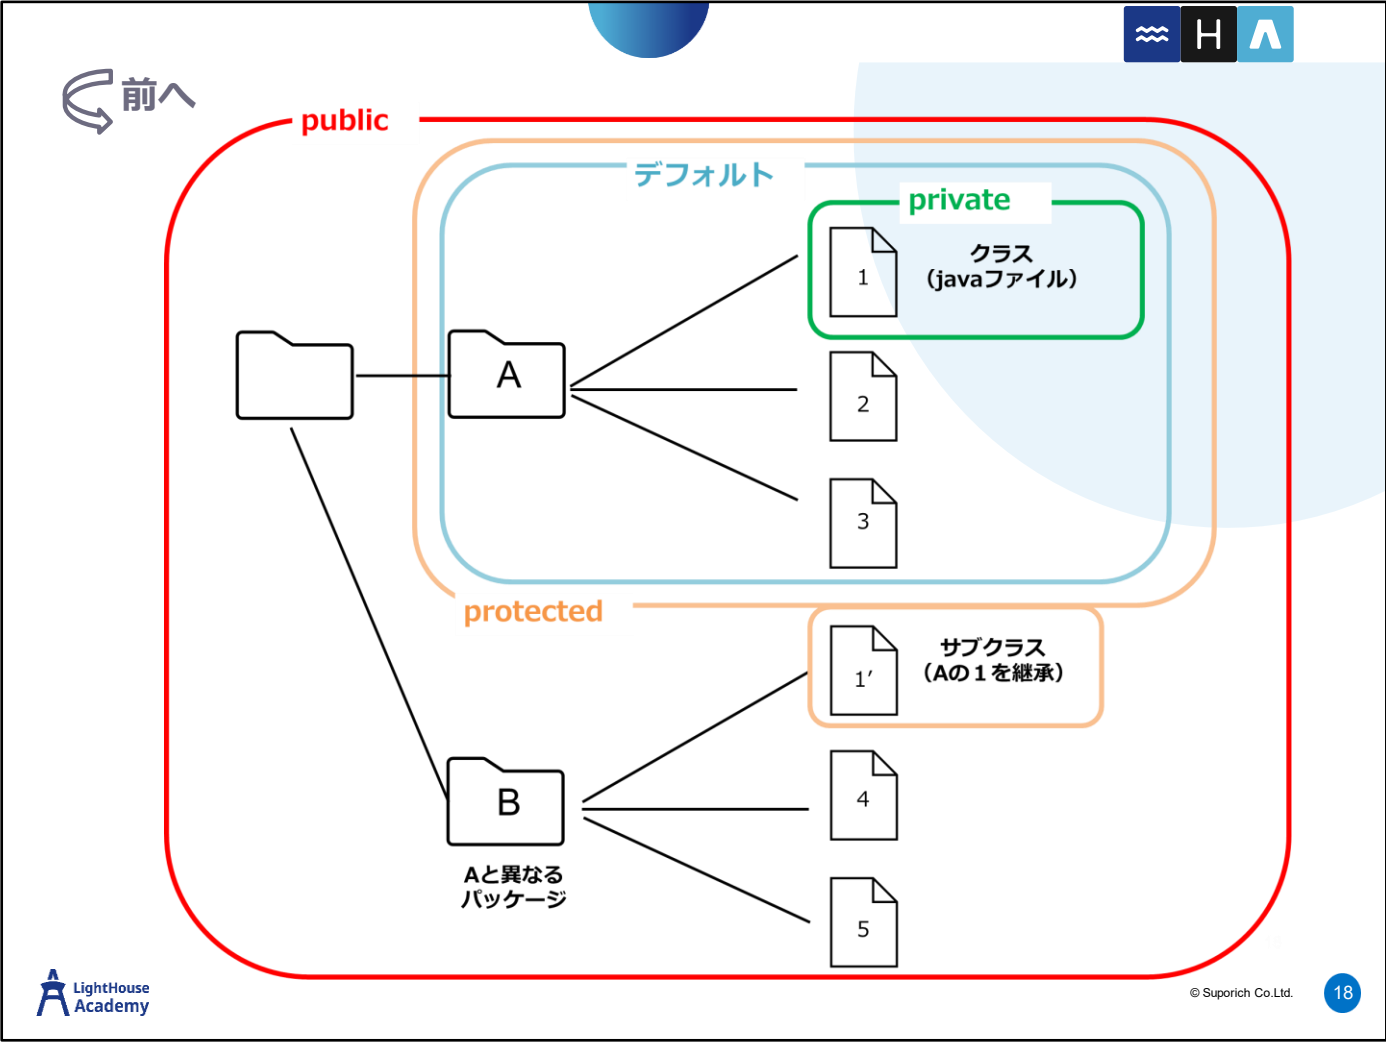 前へ
public
デフォルト
private
1
クラス
（javaファイル）
A
2
3
protected
1′
サブクラス
（Aの１を継承）
B
4
Aと異なる
パッケージ
5
LightHouse
Academy
© Suporich Co.Ltd.
18